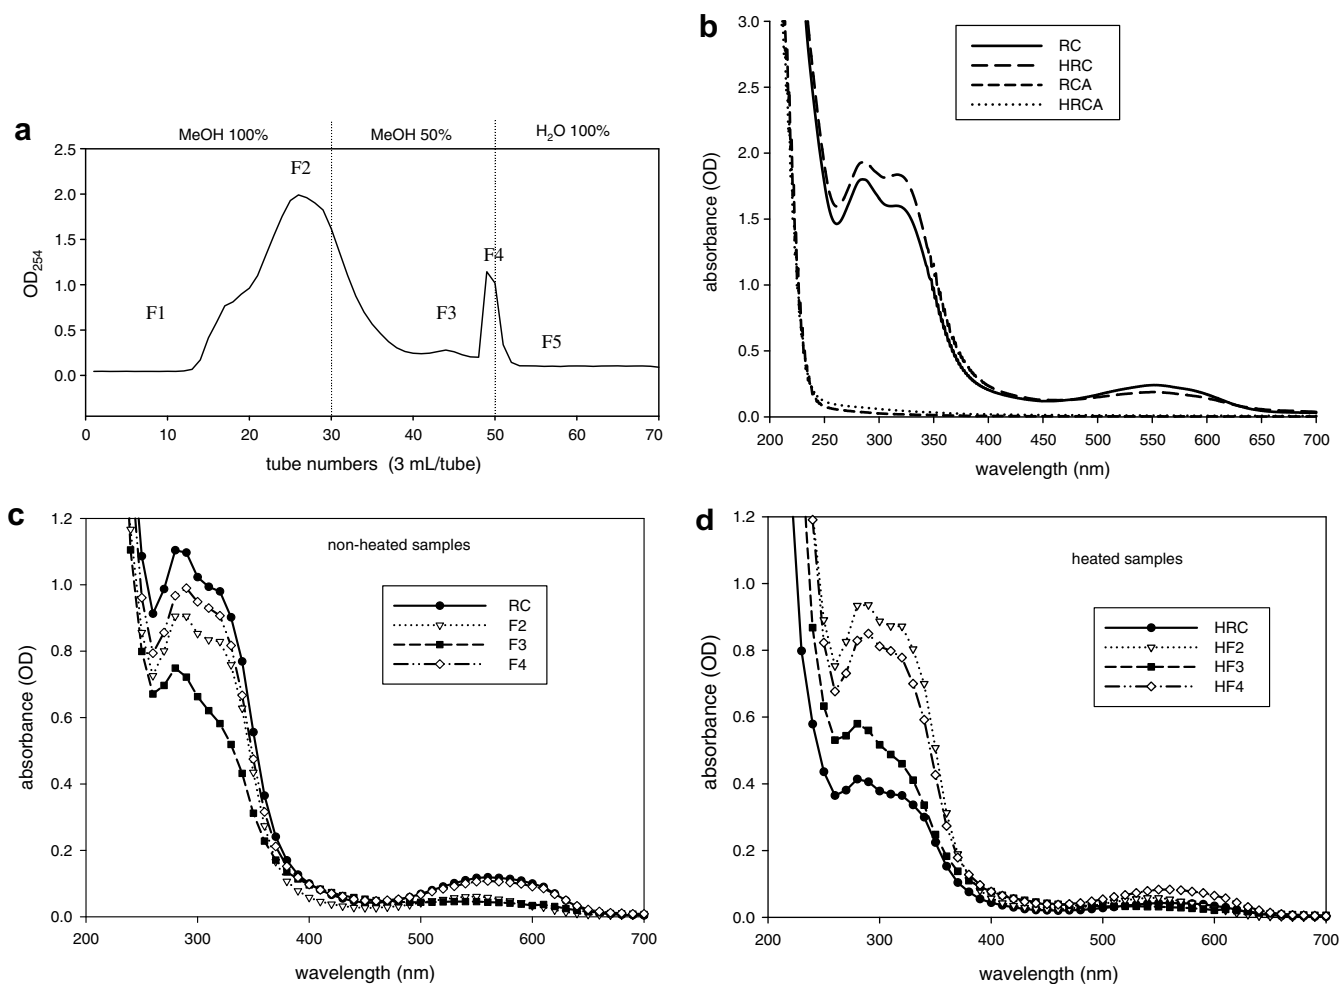 a
MeOH 100%
MeOH 50%
H2O 100%
2.5
2.0
1.5
1.0
0.5
0.0
OD254
F1
F2
F3
F4
F5
0 10 20 30 40 50 60 70
tube numbers (3 mL/tube)
b
3.0
2.5
2.0
1.5
1.0
0.5
0.0
absorbance (OD)
RC
HRC
RCA
HRCA
200 250 300 350 400 450 500 550 600 650 700
wavelength (nm)
c
1.2
1.0
0.8
0.6
0.4
0.2
0.0
absorbance (OD)
non-heated samples
RC
F2
F3
F4
200 300 400 500 600 700
wavelength (nm)
d
1.2
1.0
0.8
0.6
0.4
0.2
0.0
absorbance (OD)
heated samples
HRC
HF2
HF3
HF4
200 300 400 500 600 700
wavelength (nm)